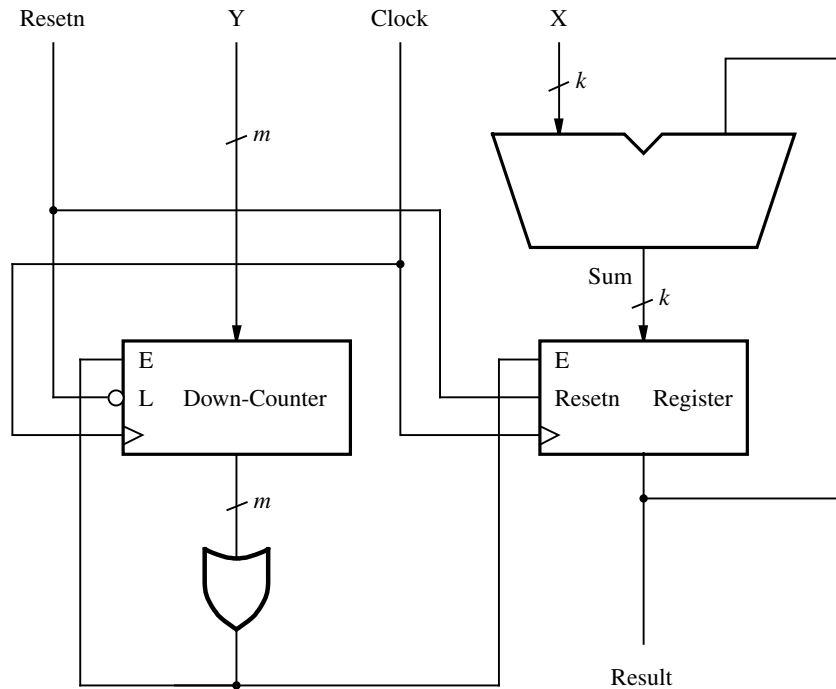 Resetn Y Clock X
k
m
Sum
k
E
L Down-Counter
E
Resetn Register
m
Result